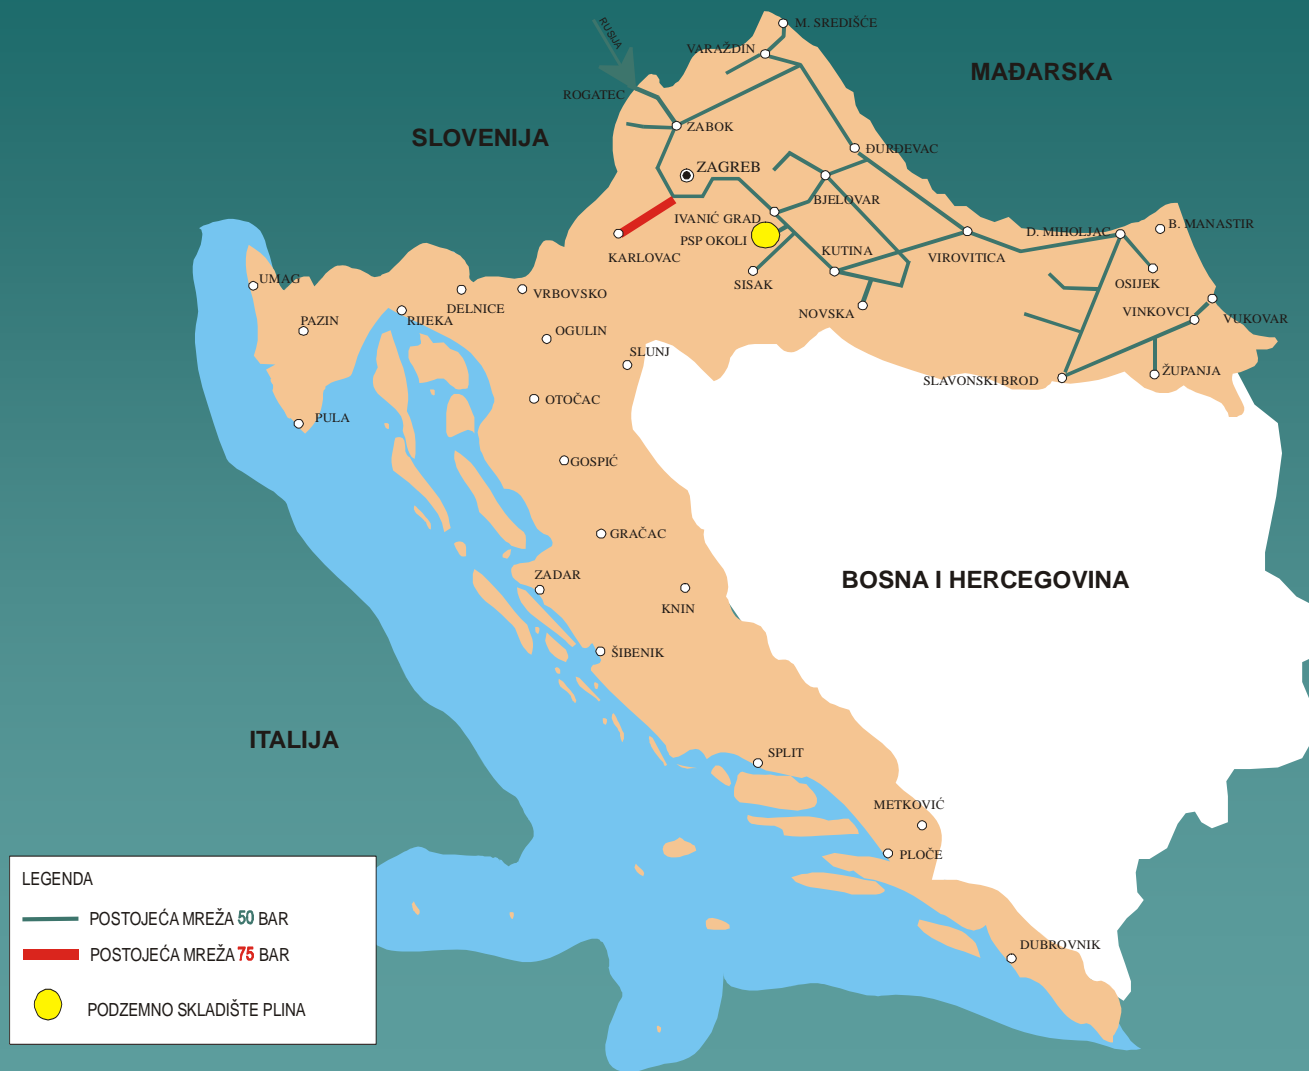 RUSIJA
M. SREDIŠĆE
VARAŽDIN
MAĐARSKA
ROGATEC
SLOVENIJA
ZABOK
ĐURĐEVAC
ZAGREB
BJELOVAR
IVANIĆ GRAD
PSP OKOLI
B. MANASTIR
D. MIHOLJAC
KARLOVAC
KUTINA
VIROVITICA
UMAG
SISAK
OSIJEK
DELNICE
VRBOVSKO
NOVSKA
VINKOVCI
VUKOVAR
PAZIN
RIJEKA
OGULIN
SLUNJ
SLAVONSKI BROD
ŽUPANJA
OTOČAC
PULA
GOSPIĆ
GRAČAC
ZADAR
BOSNA I HERCEGOVINA
KNIN
ŠIBENIK
ITALIJA
SPLIT
METKOVIĆ
PLOČE
DUBROVNIK
LEGENDA
POSTOJEĆA MREŽA 50 BAR
POSTOJEĆA MREŽA 75 BAR
PODZEMNO SKLADIŠTE PLINA